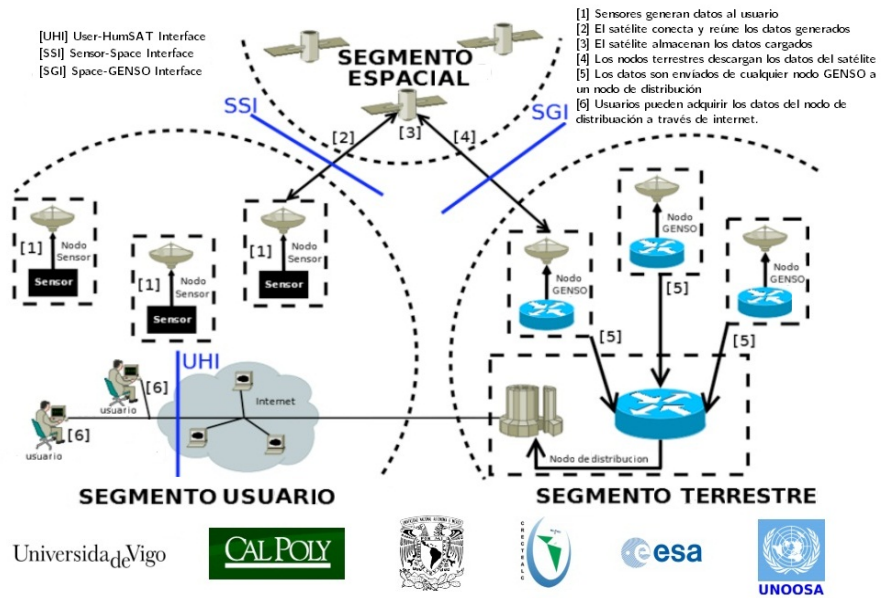 [UHI] User-HumSAT Interface
[SSI] Sensor-Space Interface
[SGI] Space-GENSO Interface
[1] Sensores generan datos al usuario
[2] El satélite conecta y reúne los datos generados
[3] El satélite almacenan los datos cargados
[4] Los nodos terrestres descargan los datos del satélite
[5] Los datos son envíados de cualquier nodo GENSO a
un nodo de distribución
[6] Usuarios pueden adquirir los datos del nodo de
distribuación a través de internet.
SEGMENTO
ESPACIAL
SSI
SGI
[2]
[3]
[4]
[1]
Nodo
Sensor
Sensor
[1]
Nodo
Sensor
Sensor
[1]
Nodo
Sensor
Sensor
Nodo
GENSO
Nodo
GENSO
Nodo
GENSO
[5]
[5]
[5]
UHI
[6]
usuario
[6]
usuario
Internet
Nodo de distribucion
SEGMENTO USUARIO
SEGMENTO TERRESTRE
UniversidadeVigo
CAL POLY
CRECTEALC
esa
UNOOSA